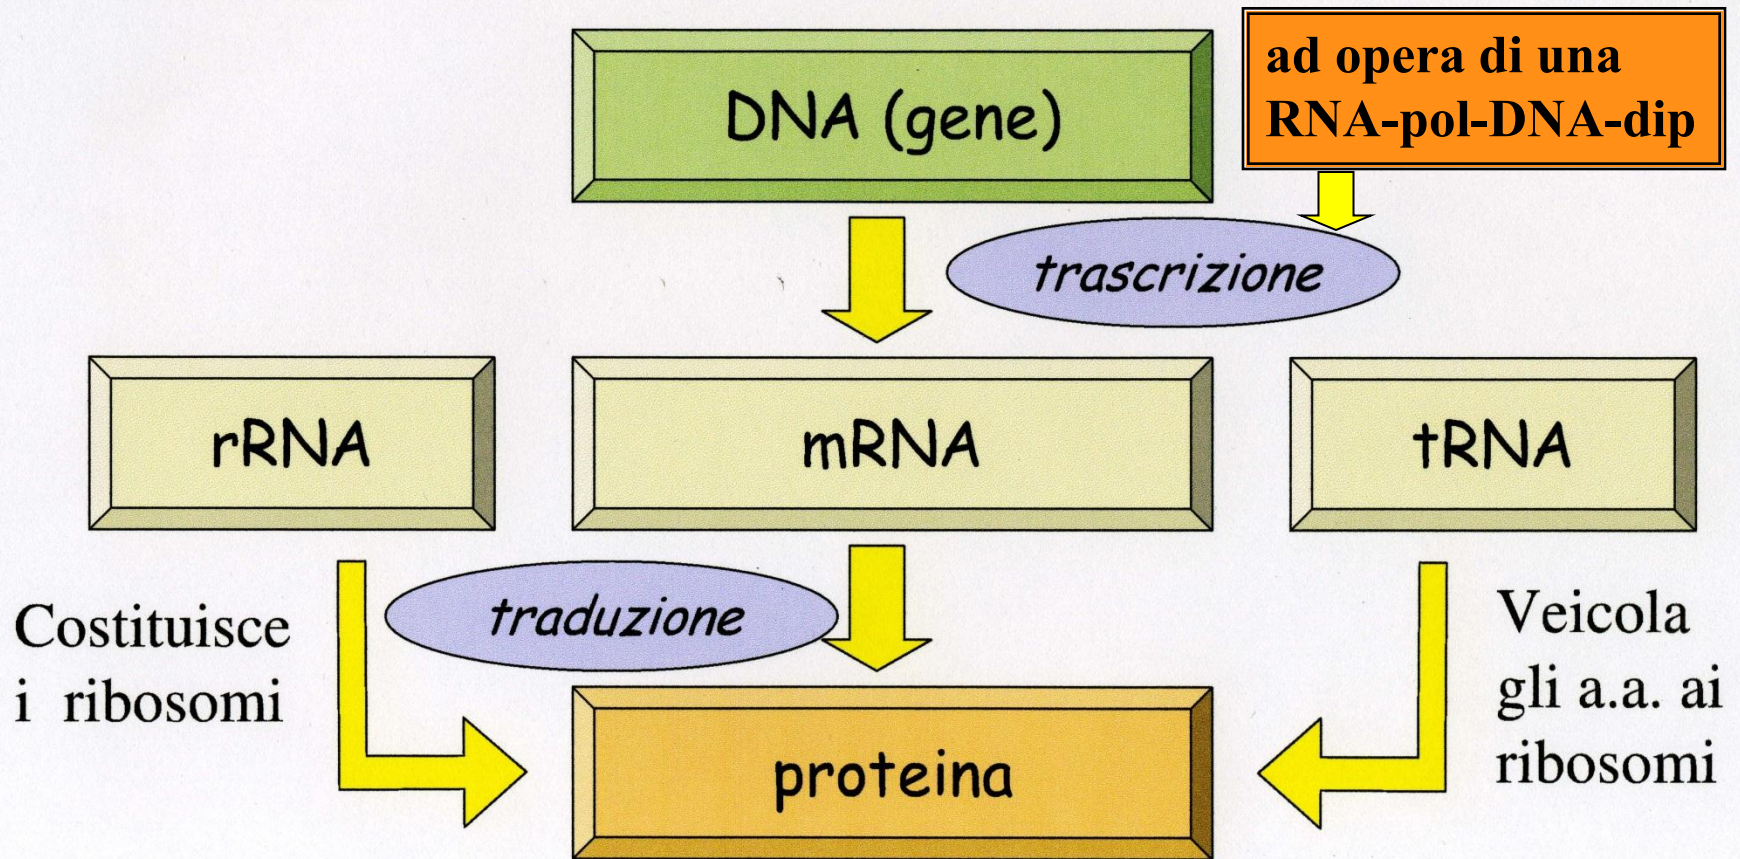 DNA (gene)
ad opera di una
RNA-pol-DNA-dip
trascrizione
rRNA
mRNA
tRNA
Costituisce
i ribosomi
traduzione
Veicola
gli a.a. ai
ribosomi
proteina